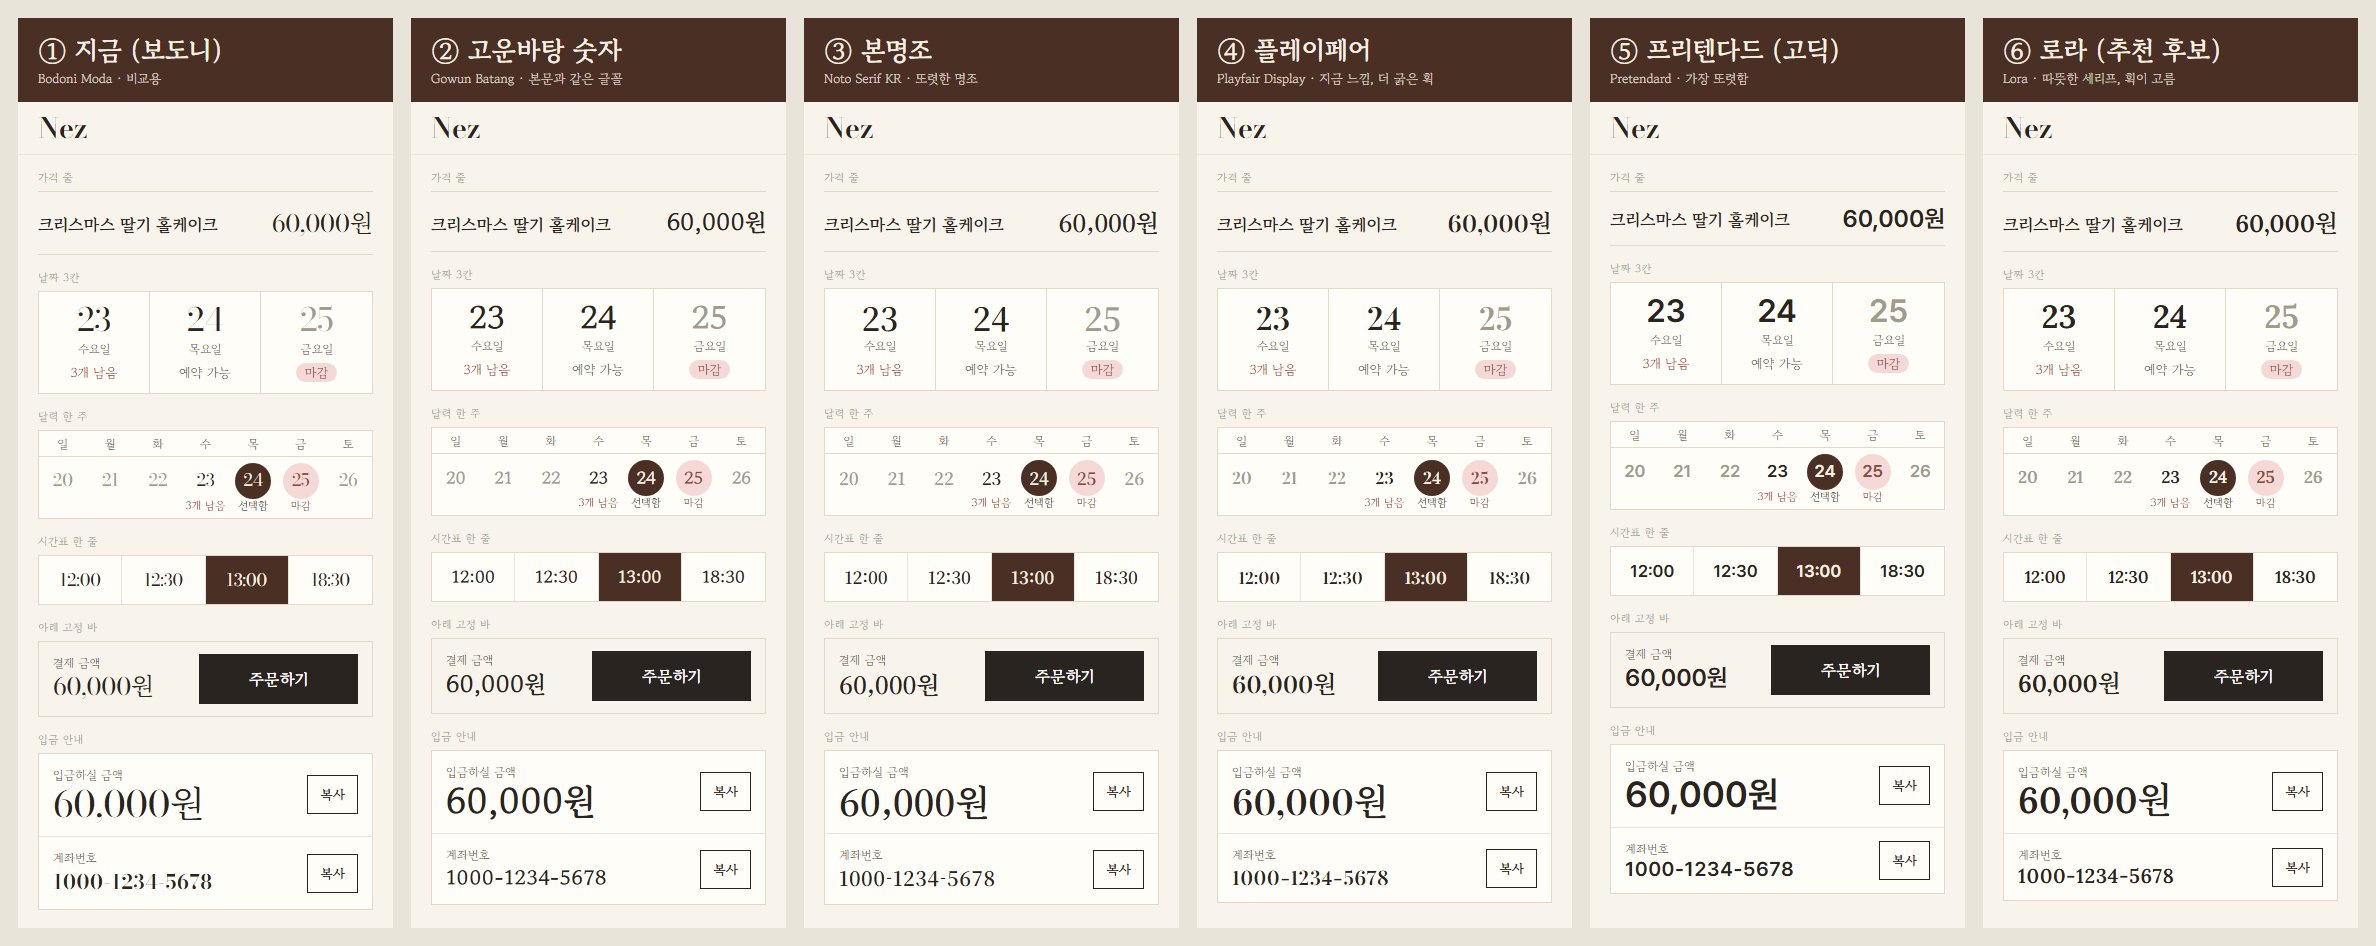 ① 지금 (보도니)
Bodoni Moda · 비교용
Nez
가격 줄
크리스마스 딸기 홀케이크 60,000원
날짜 3칸
23 24 25
수요일 목요일 금요일
3개 남음 예약 가능 마감
달력 한 주
일 월 화 수 목 금 토
20 21 22 23 24 25 26
3개 남음 선택함 마감
시간표 한 줄
12:00 12:30 13:00 18:30
아래 고정 바
결제 금액
60,000원 주문하기
입금 안내
입금하실 금액
60,000원 복사
계좌번호
1000-1234-5678 복사
② 고운바탕 숫자
Gowun Batang · 본문과 같은 글꼴
Nez
가격 줄
크리스마스 딸기 홀케이크 60,000원
날짜 3칸
23 24 25
수요일 목요일 금요일
3개 남음 예약 가능 마감
달력 한 주
일 월 화 수 목 금 토
20 21 22 23 24 25 26
3개 남음 선택함 마감
시간표 한 줄
12:00 12:30 13:00 18:30
아래 고정 바
결제 금액
60,000원 주문하기
입금 안내
입금하실 금액
60,000원 복사
계좌번호
1000-1234-5678 복사
③ 본명조
Noto Serif KR · 또렷한 명조
Nez
가격 줄
크리스마스 딸기 홀케이크 60,000원
날짜 3칸
23 24 25
수요일 목요일 금요일
3개 남음 예약 가능 마감
달력 한 주
일 월 화 수 목 금 토
20 21 22 23 24 25 26
3개 남음 선택함 마감
시간표 한 줄
12:00 12:30 13:00 18:30
아래 고정 바
결제 금액
60,000원 주문하기
입금 안내
입금하실 금액
60,000원 복사
계좌번호
1000-1234-5678 복사
④ 플레이페어
Playfair Display · 지금 느낌, 더 굵은 획
Nez
가격 줄
크리스마스 딸기 홀케이크 60,000원
날짜 3칸
23 24 25
수요일 목요일 금요일
3개 남음 예약 가능 마감
달력 한 주
일 월 화 수 목 금 토
20 21 22 23 24 25 26
3개 남음 선택함 마감
시간표 한 줄
12:00 12:30 13:00 18:30
아래 고정 바
결제 금액
60,000원 주문하기
입금 안내
입금하실 금액
60,000원 복사
계좌번호
1000-1234-5678 복사
⑤ 프리텐다드 (고딕)
Pretendard · 가장 또렷함
Nez
가격 줄
크리스마스 딸기 홀케이크 60,000원
날짜 3칸
23 24 25
수요일 목요일 금요일
3개 남음 예약 가능 마감
달력 한 주
일 월 화 수 목 금 토
20 21 22 23 24 25 26
3개 남음 선택함 마감
시간표 한 줄
12:00 12:30 13:00 18:30
아래 고정 바
결제 금액
60,000원 주문하기
입금 안내
입금하실 금액
60,000원 복사
계좌번호
1000-1234-5678 복사
⑥ 로라 (추천 후보)
Lora · 따뜻한 세리프, 획이 고름
Nez
가격 줄
크리스마스 딸기 홀케이크 60,000원
날짜 3칸
23 24 25
수요일 목요일 금요일
3개 남음 예약 가능 마감
달력 한 주
일 월 화 수 목 금 토
20 21 22 23 24 25 26
3개 남음 선택함 마감
시간표 한 줄
12:00 12:30 13:00 18:30
아래 고정 바
결제 금액
60,000원 주문하기
입금 안내
입금하실 금액
60,000원 복사
계좌번호
1000-1234-5678 복사